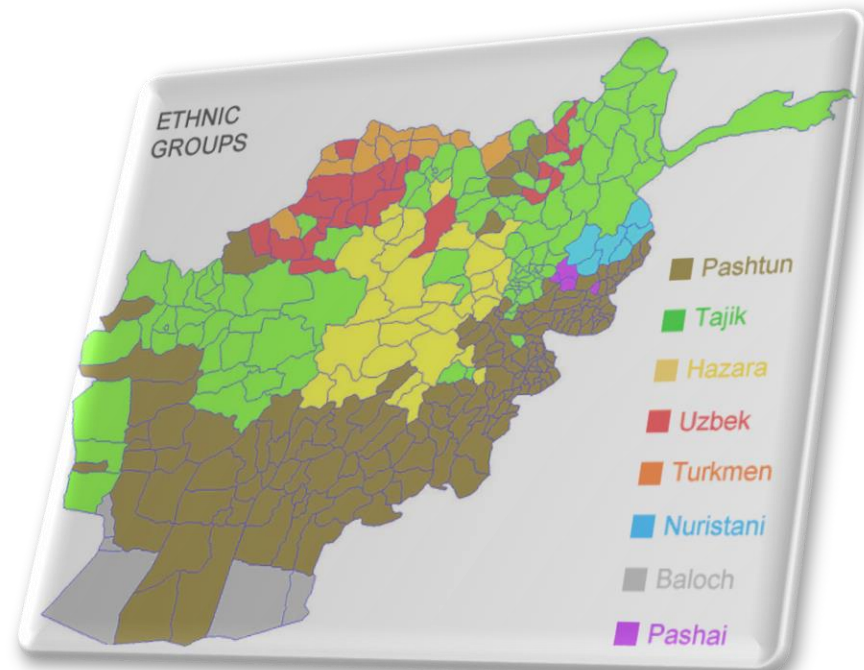 ETHNIC
GROUPS
Pashtun
Tajik
Hazara
Uzbek
Turkmen
Nuristani
Baloch
Pashai